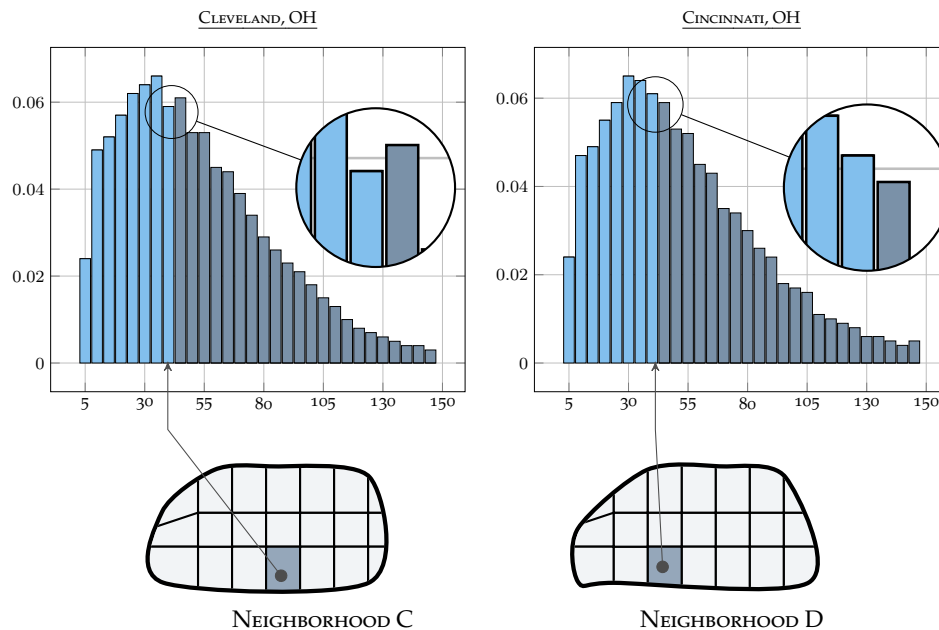 CLEVELAND, OH
0.06
0.04
0.02
0
5 30 55 80 105 130 150
NEIGHBORHOOD C
CINCINNATI, OH
0.06
0.04
0.02
0
5 30 55 80 105 130 150
NEIGHBORHOOD D